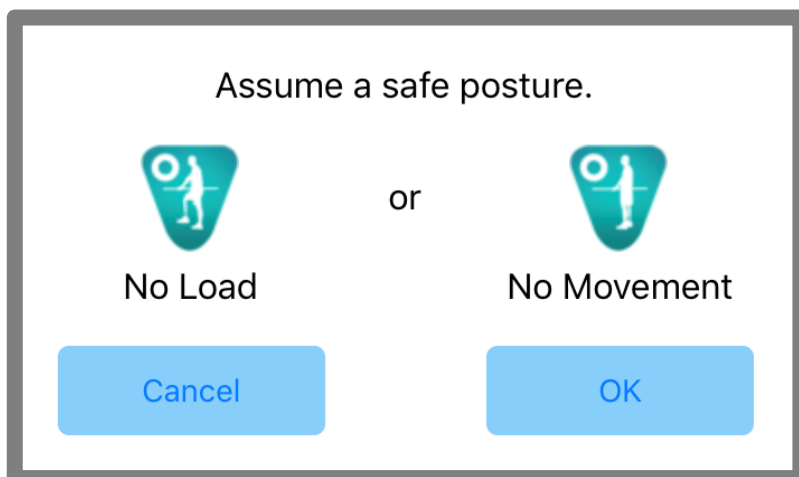 Assume a safe posture.
or
No Load
No Movement
Cancel
OK